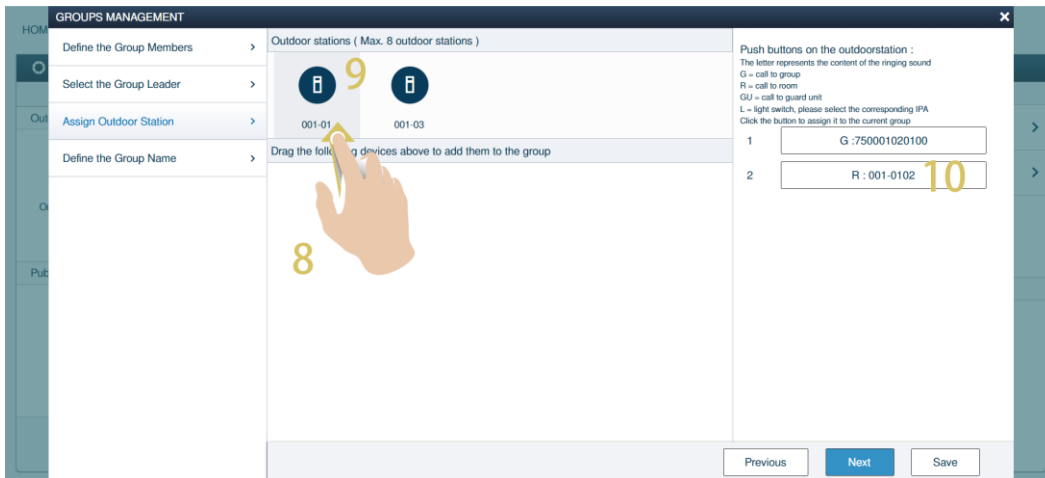 GROUPS MANAGEMENT
×
HOM
Define the Group Members
Select the Group Leader
Assign Outdoor Station
Define the Group Name
Out
Pub
Outdoor stations ( Max. 8 outdoor stations )
9
001-01
001-03
Drag the following devices above to add them to the group
8
Push buttons on the outdoorstation :
The letter represents the content of the ringing sound
G = call to group
R = call to room
GU = call to guard unit
L = light switch, please select the corresponding IPA
Click the button to assign it to the current group
1 G :750001020100
2 R : 001-0102
10
Previous Next Save